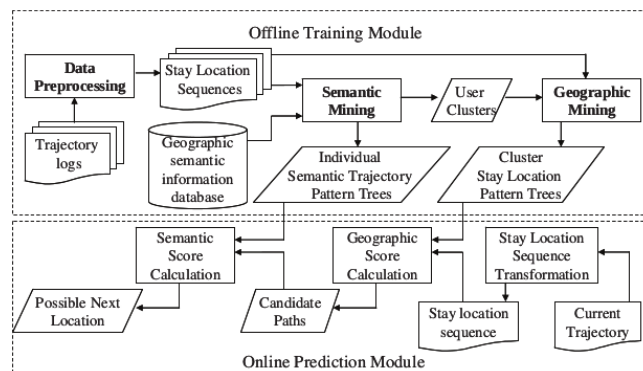 Offline Training Module
Data
Preprocessing
Stay Location
Sequences
Semantic
Mining
User
Clusters
Geographic
Mining
Trajectory
logs
Geographic
semantic
information
database
Individual
Semantic Trajectory
Pattern Trees
Cluster
Stay Location
Pattern Trees
Semantic
Score
Calculation
Geographic
Score
Calculation
Stay Location
Sequence
Transformation
Possible Next
Location
Candidate
Paths
Stay location
sequence
Current
Trajectory
Online Prediction Module